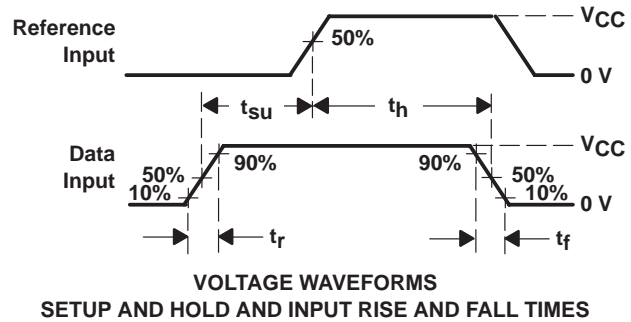 Reference
Input
50%
VCC
0 V
tsu
th
Data
Input
50%
10%
90%
90%
50%
10%
VCC
0 V
tr
tf
VOLTAGE WAVEFORMS
SETUP AND HOLD AND INPUT RISE AND FALL TIMES